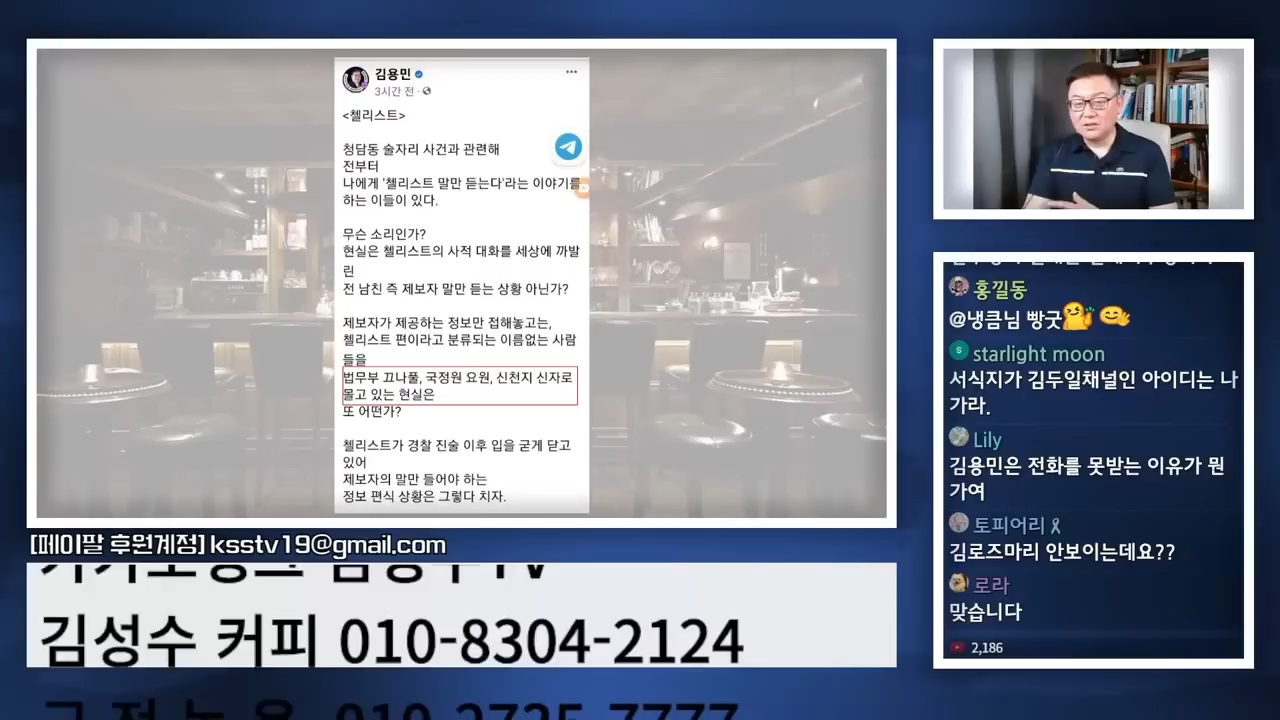 김용민
3시간 전
<첼리스트>
청담동 술자리 사건과 관련해
전부터
나에게 '첼리스트 말만 듣는다'라는 이야기를
하는 이들이 있다.
무슨 소리인가?
현실은 첼리스트의 사적 대화를 세상에 까발
린
전 남친 즉 제보자 말만 듣는 상황 아닌가?
제보자가 제공하는 정보만 접해놓고는,
첼리스트 편이라고 분류되는 이름없는 사람
들을
법무부 끄나풀, 국정원 요원, 신천지 신자로
몰고 있는 현실은
또 어떤가?
첼리스트가 경찰 진술 이후 입을 굳게 닫고
있어
제보자의 말만 들어야 하는
정보 편식 상황은 그렇다 치자.
[페이팔 후원계정] ksstv19@gmail.com
김성수 커피 010-8304-2124
홍낄동
@냉큼님 빵굿
starlight moon
서식지가 김두일채널인 아이디는 나
가라.
Lily
김용민은 전화를 못받는 이유가 뭔
가여
토피어리
김로즈마리 안보이는데요??
로라
맞습니다
2,186